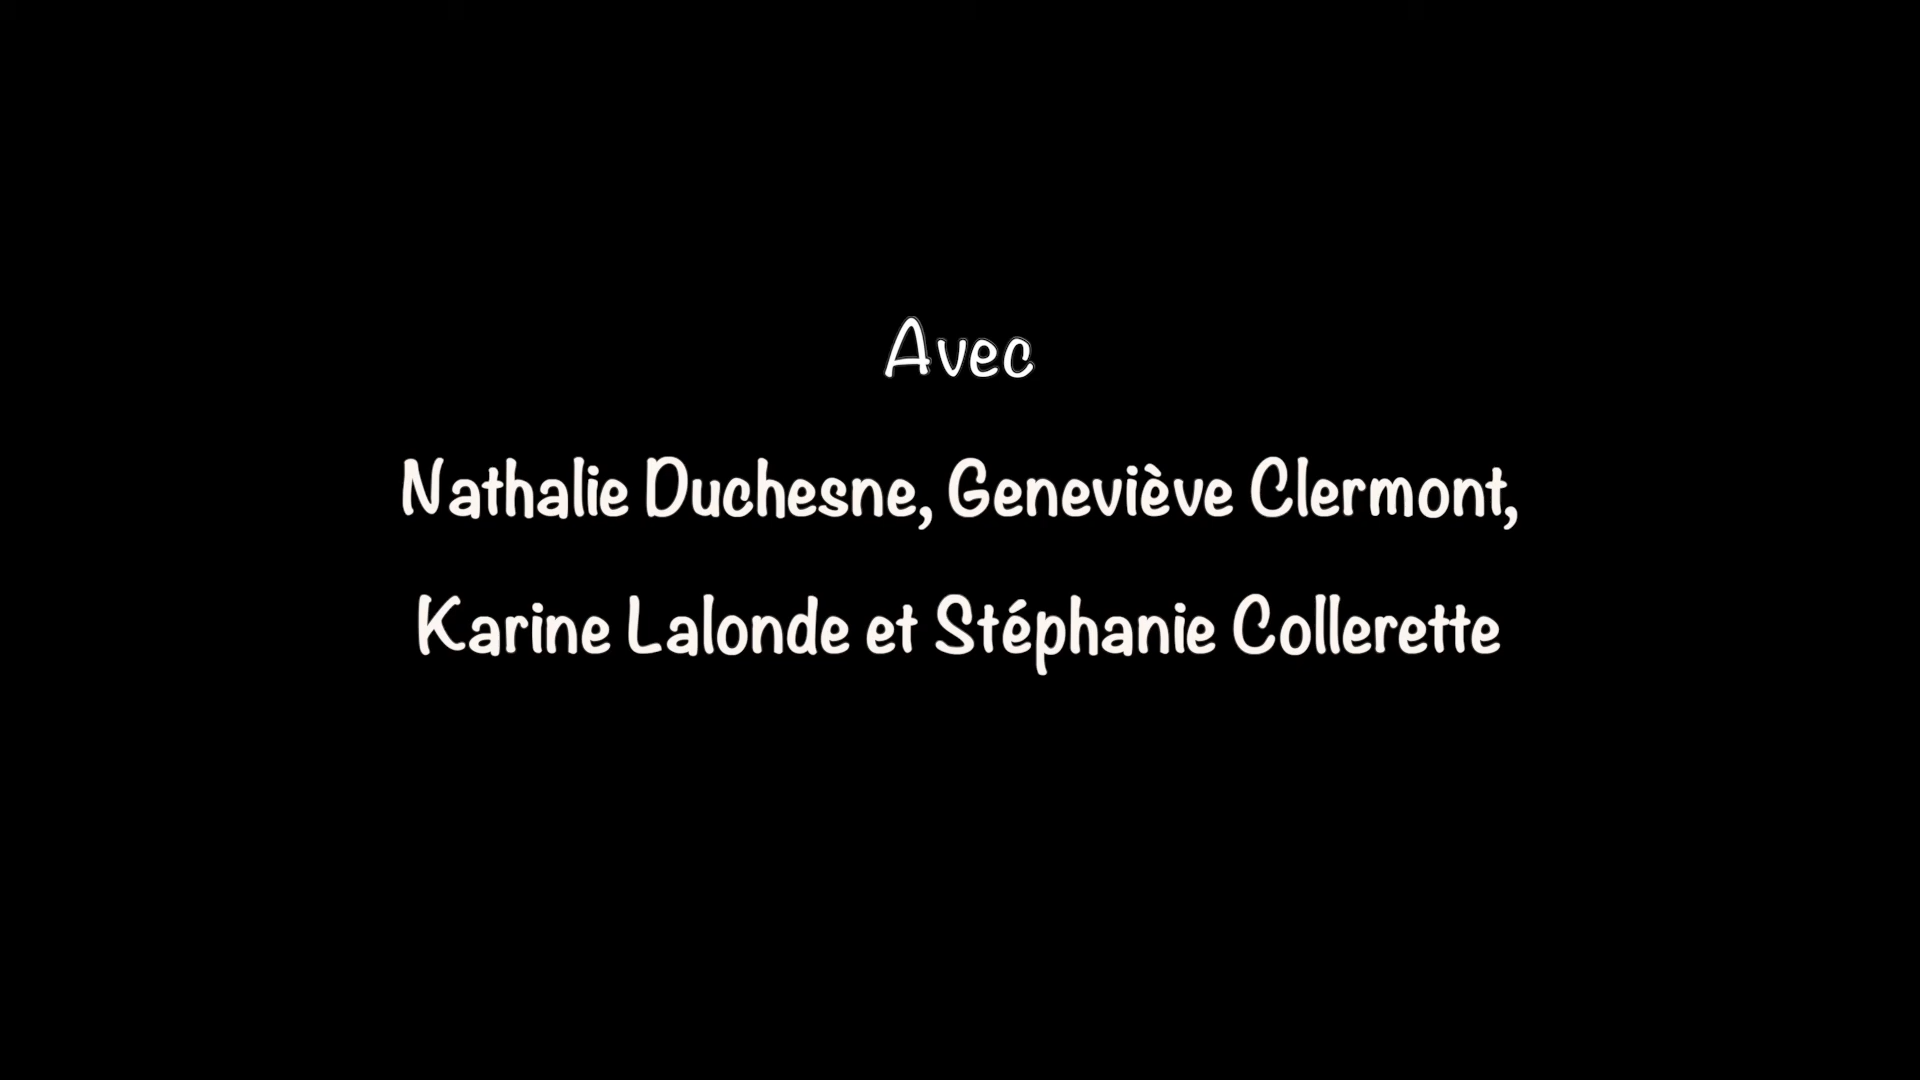 Avec
Nathalie Duchesne, Geneviève Clermont,
Karine Lalonde et Stéphanie Collerette